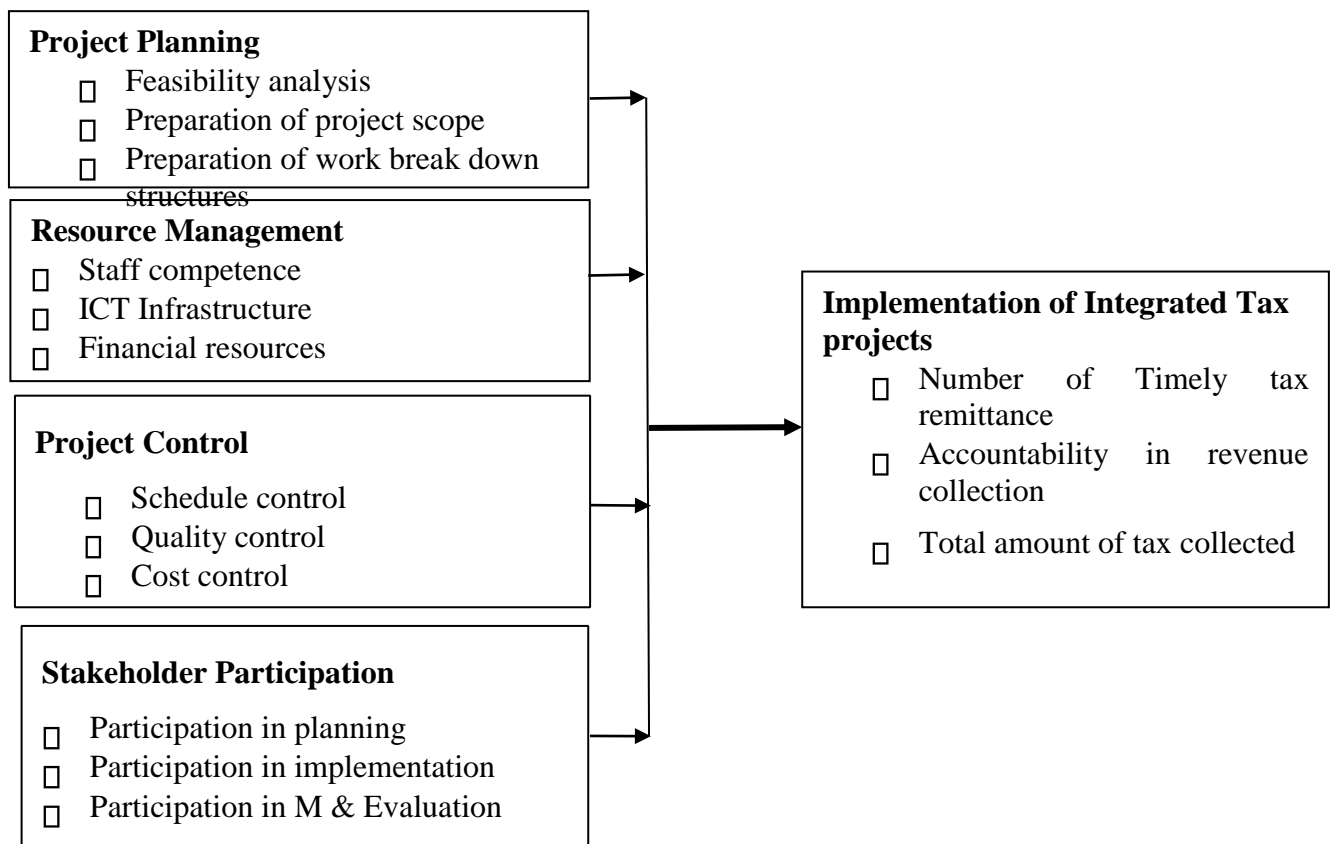 Project Planning
Feasibility analysis
Preparation of project scope
Preparation of work break down
structures
Resource Management
Staff competence
ICT Infrastructure
Financial resources
Project Control
Schedule control
Quality control
Cost control
Stakeholder Participation
Participation in planning
Participation in implementation
Participation in M & Evaluation
Implementation of Integrated Tax
projects
Number of Timely tax
remittance
Accountability in revenue
collection
Total amount of tax collected